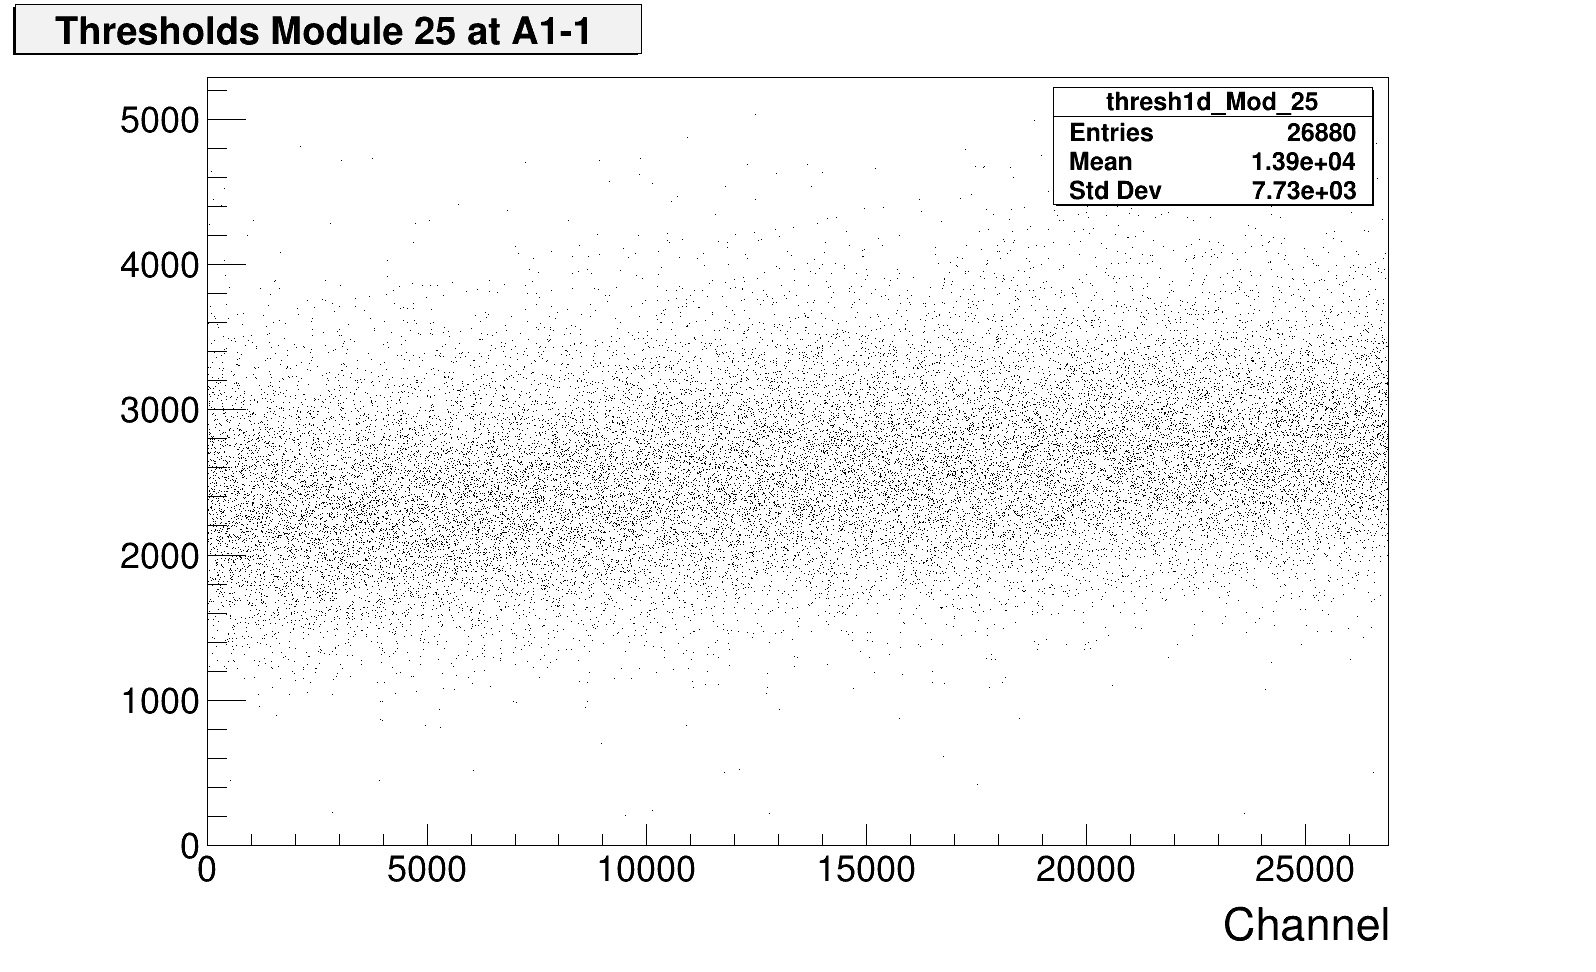 Thresholds Module 25 at A1-1
thresh1d_Mod_25
Entries 26880
Mean 1.39e+04
Std Dev 7.73e+03
5000
4000
3000
2000
1000
0
0 5000 10000 15000 20000 25000
Channel